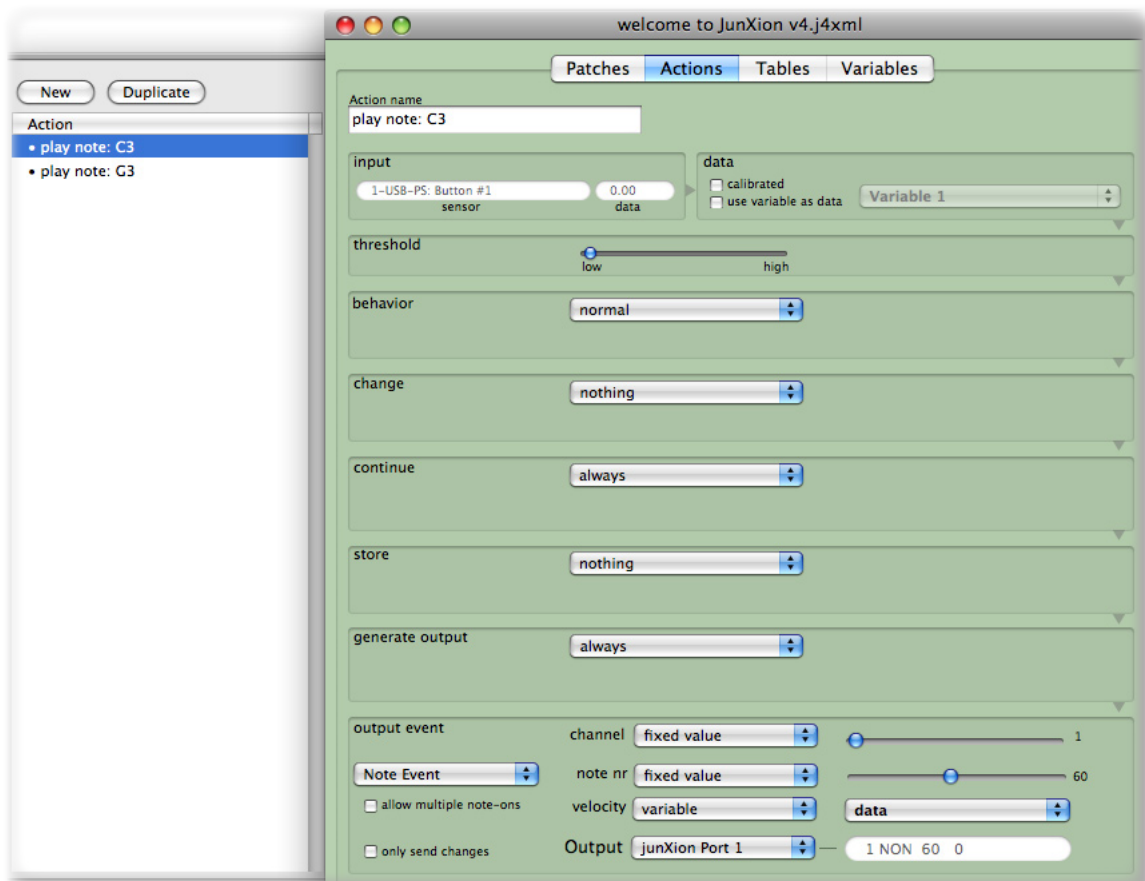 welcome to JunXion v4.j4xml
Patches Actions Tables Variables
New Duplicate
Action
• play note: C3
• play note: G3
Action name
play note: C3
input
1-USB-PS: Button #1 0.00
sensor data
data
calibrated
use variable as data Variable 1
threshold
low high
behavior normal
change nothing
continue always
store nothing
generate output always
output event
channel fixed value 1
Note Event note nr fixed value 60
allow multiple note-ons velocity variable data
only send changes Output junXion Port 1 1 NON 60 0